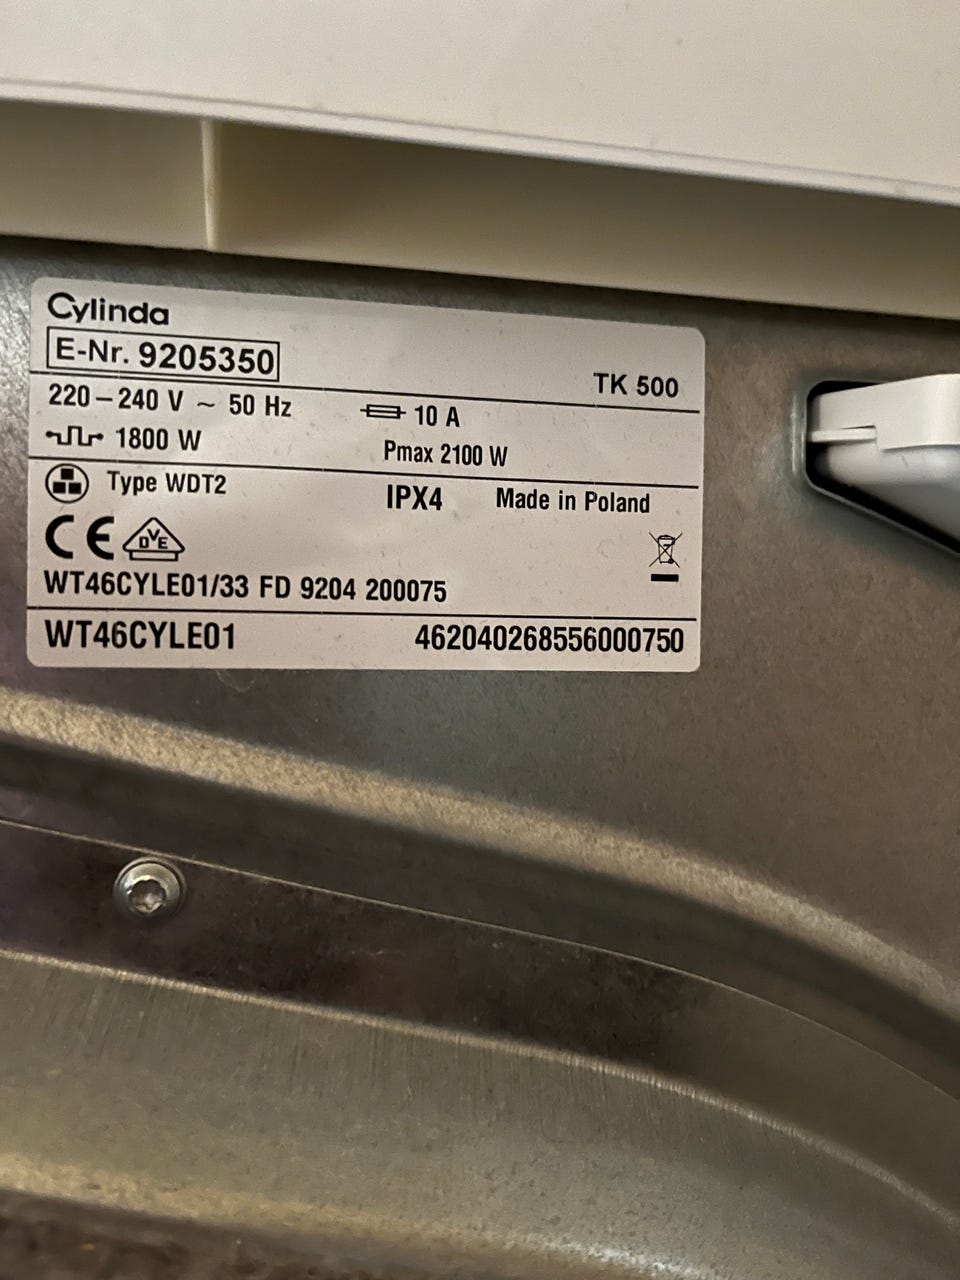 Cylinda
E-Nr. 9205350
TK 500
220 – 240 V ~ 50 Hz 10 A
1800 W Pmax 2100 W
Type WDT2 IPX4 Made in Poland
CE DVE
WT46CYLE01/33 FD 9204 200075
WT46CYLE01 462040268556000750